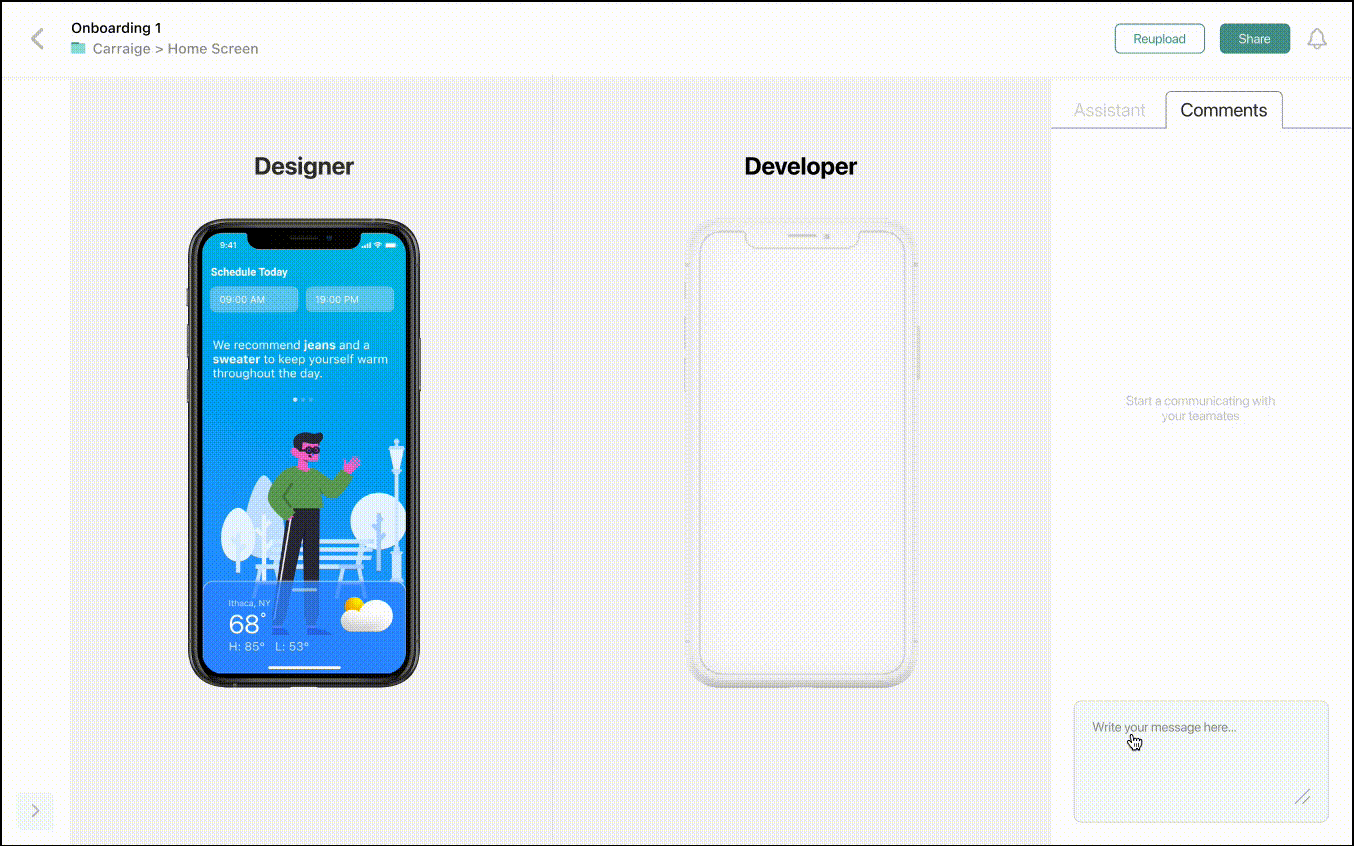 Onboarding 1
Carraige > Home Screen
Reupload
Share
Assistant
Comments
Designer
Developer
9:41
Schedule Today
09:00 AM
19:00 PM
We recommend jeans and a
sweater to keep yourself warm
throughout the day.
Ithaca, NY
68°
H: 85° L: 53°
Start a communicating with
your teamates
Write your message here...